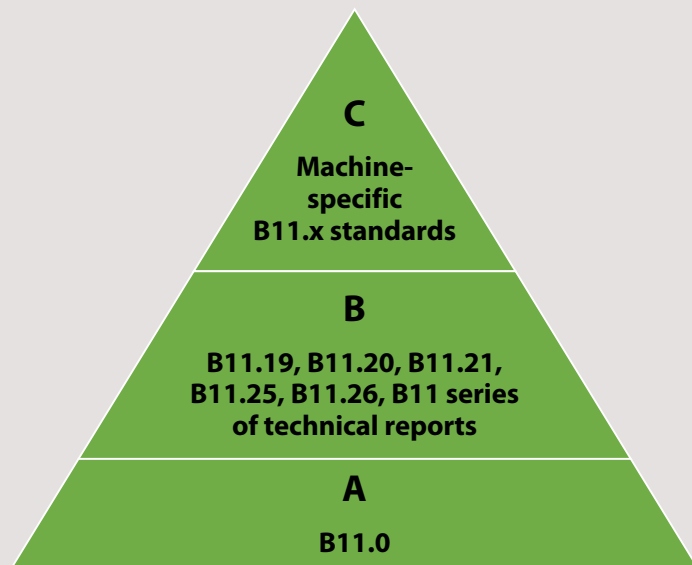 C
Machine-
specific
B11.x standards
B
B11.19, B11.20, B11.21,
B11.25, B11.26, B11 series
of technical reports
A
B11.0